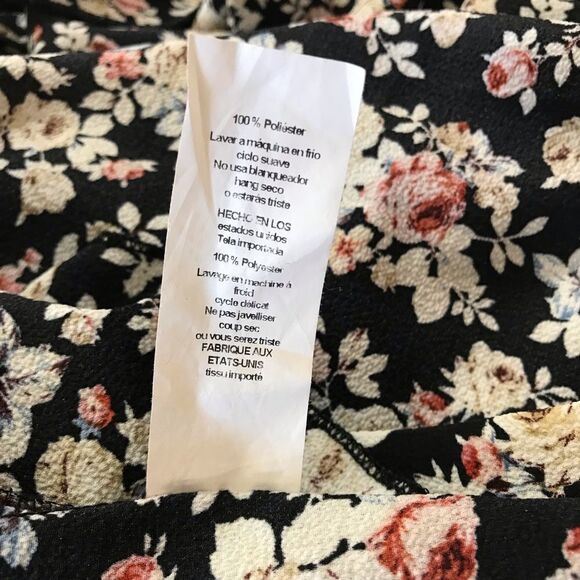 100% Poliéster
Lavar a máquina en frio
ciclo suave
No usa blanqueador
hang seco
o estarás triste
HECHO EN LOS
estados unidos
Tela importada
100% Polyester
Lavage en machine à
froid
cycle délicat
Ne pas javelliser
coup sec
ou vous serez triste
FABRIQUE AUX
ETATS-UNIS
tissu importé